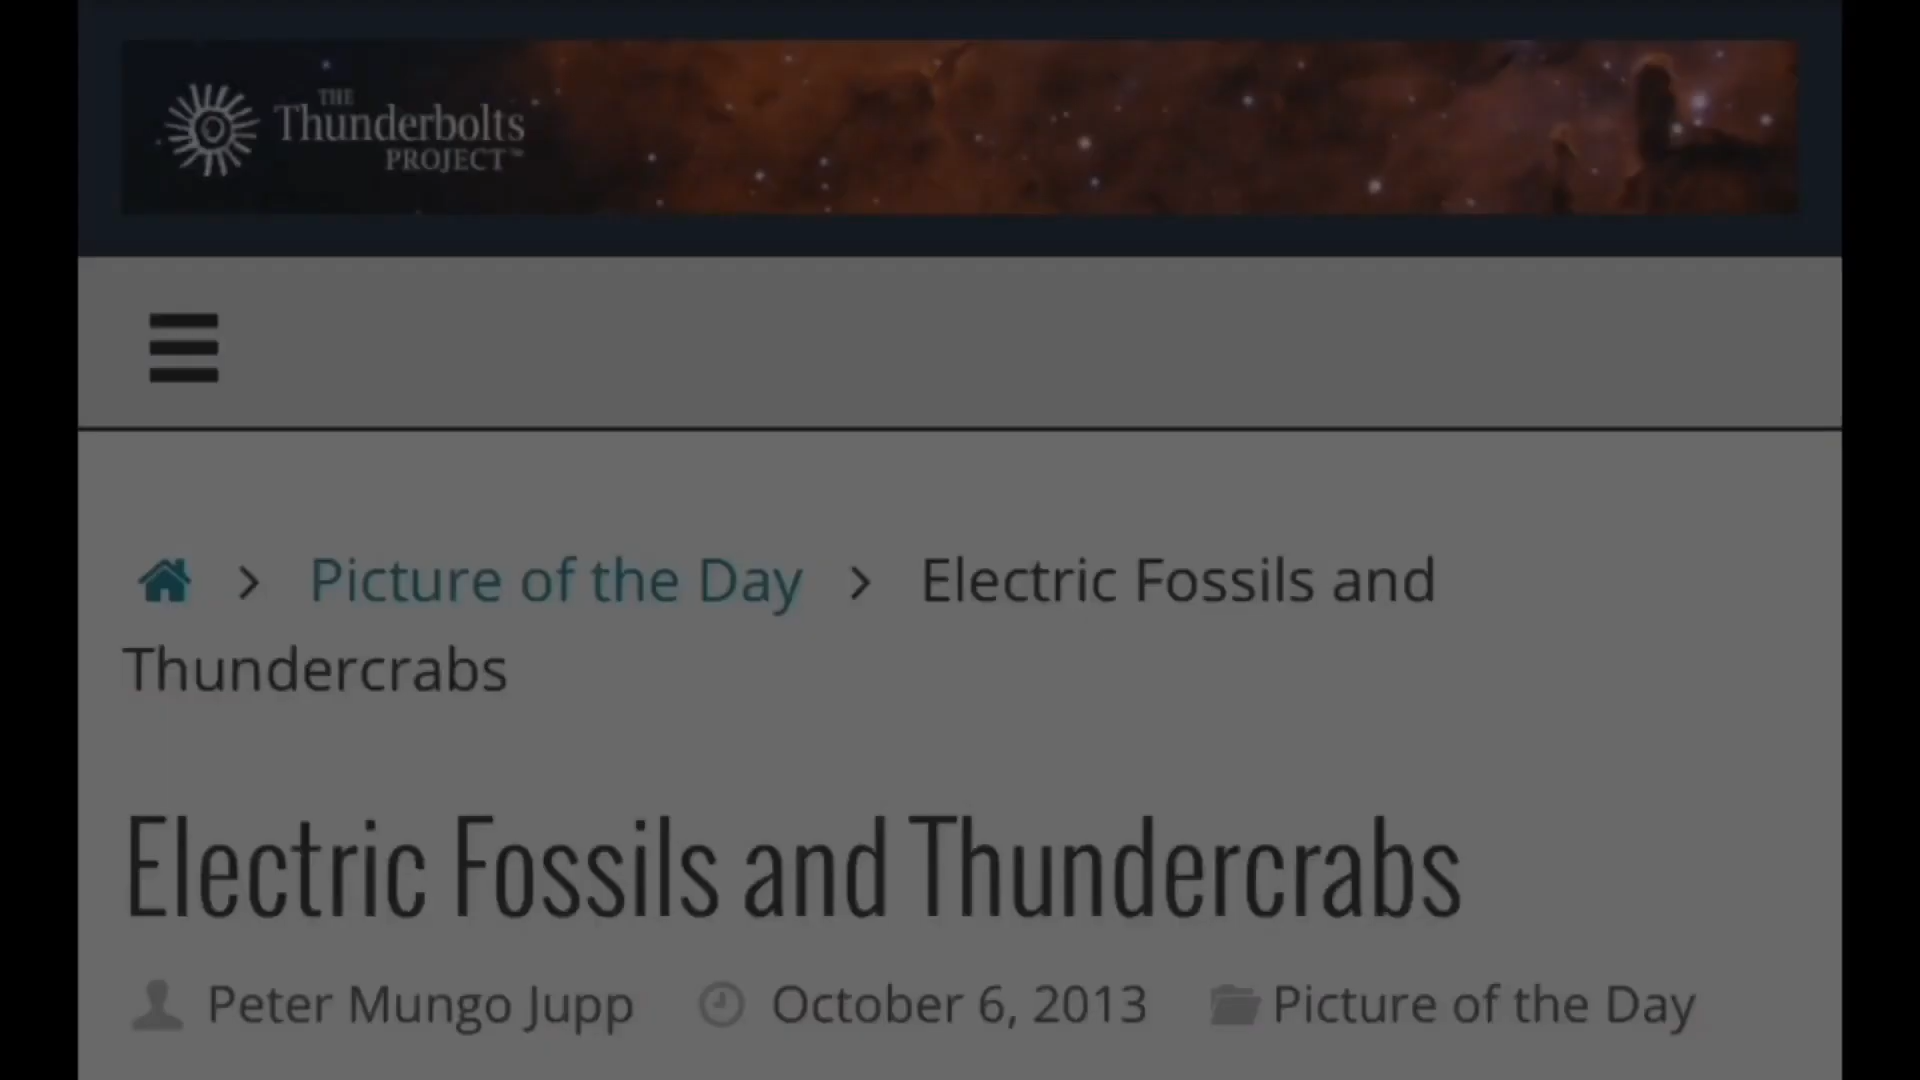 THE
Thunderbolts
PROJECT™
> Picture of the Day > Electric Fossils and
Thundercrabs
Electric Fossils and Thundercrabs
Peter Mungo Jupp October 6, 2013 Picture of the Day